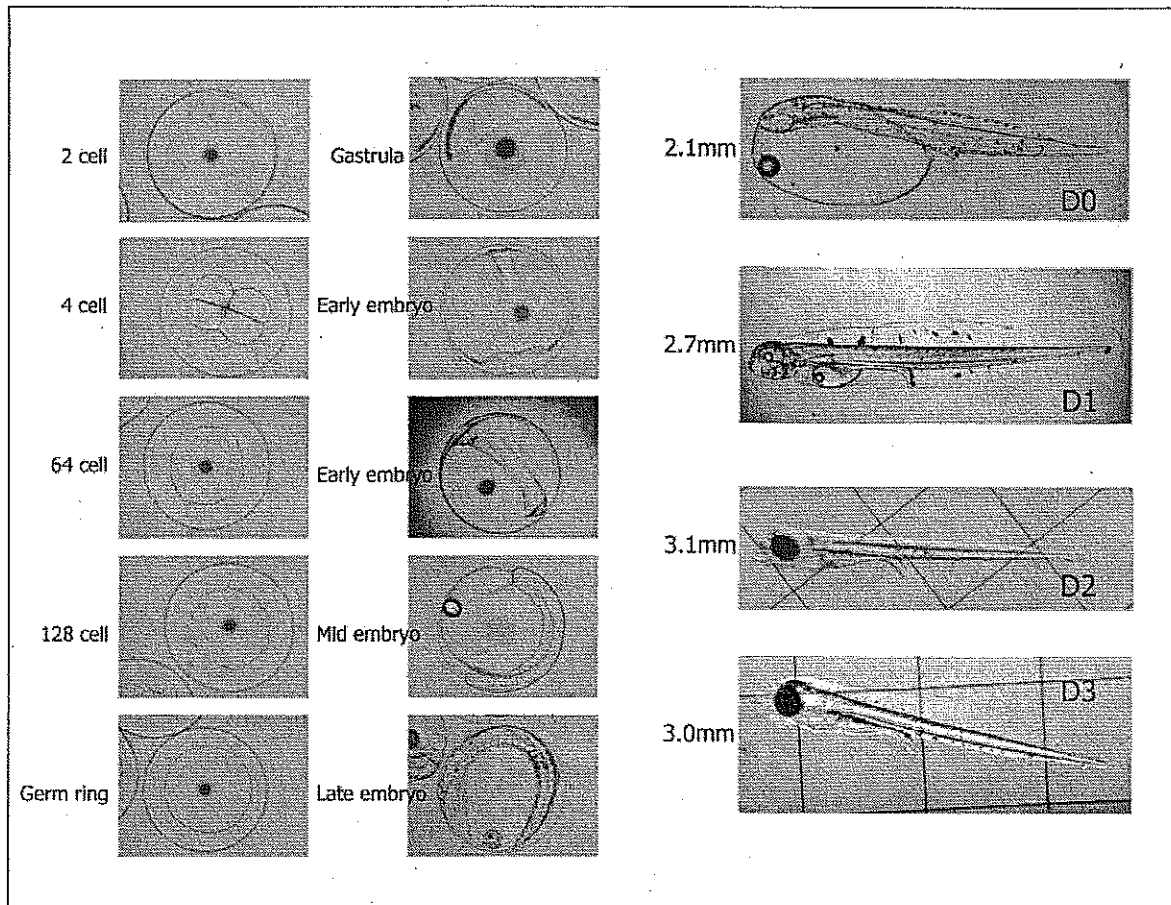 2 cell
4 cell
64 cell
128 cell
Germ ring
Gastrula
Early embryo
Early embryo
Mid embryo
Late embryo
2.1mm
D0
2.7mm
D1
3.1mm
D2
3.0mm
D3